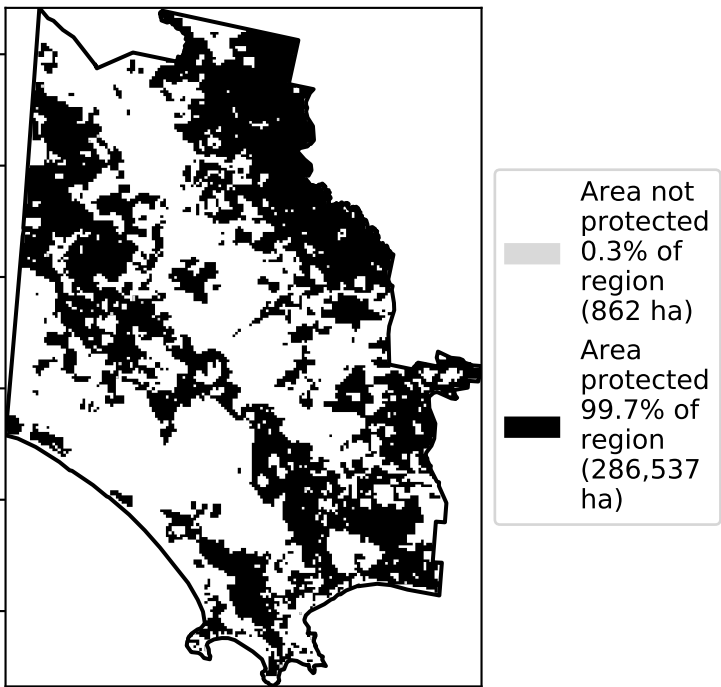 Area not
protected
0.3% of
region
(862 ha)
Area
protected
99.7% of
region
(286,537
ha)